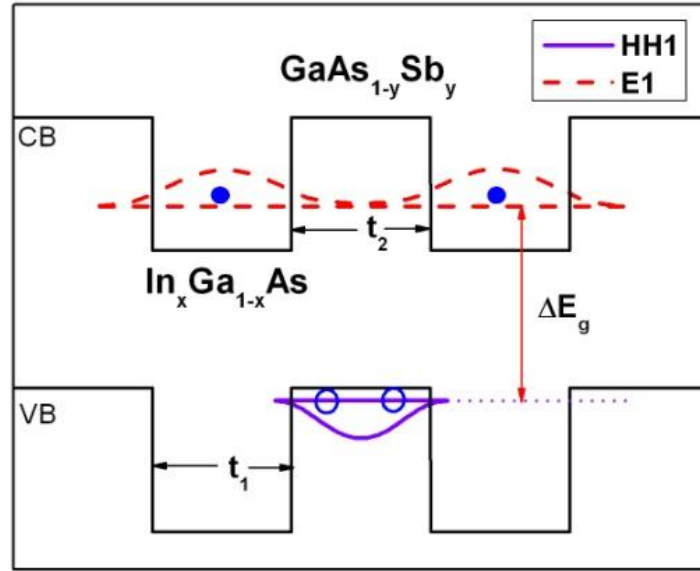 HH1
E1
GaAs₁₋ySby
CB
t₂
InₓGa₁₋ₓAs
ΔEg
VB
t₁